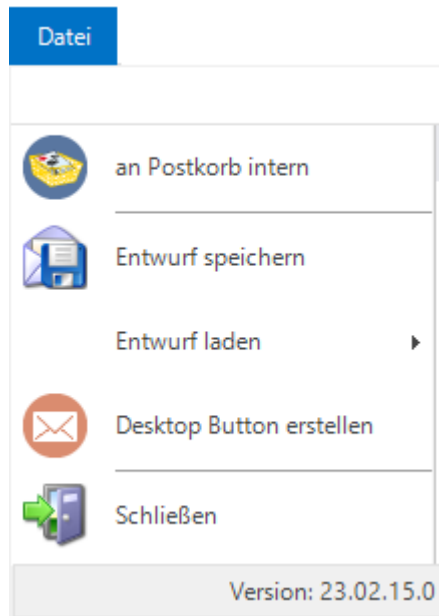 Datei
an Postkorb intern
Entwurf speichern
Entwurf laden
Desktop Button erstellen
Schließen
Version: 23.02.15.0